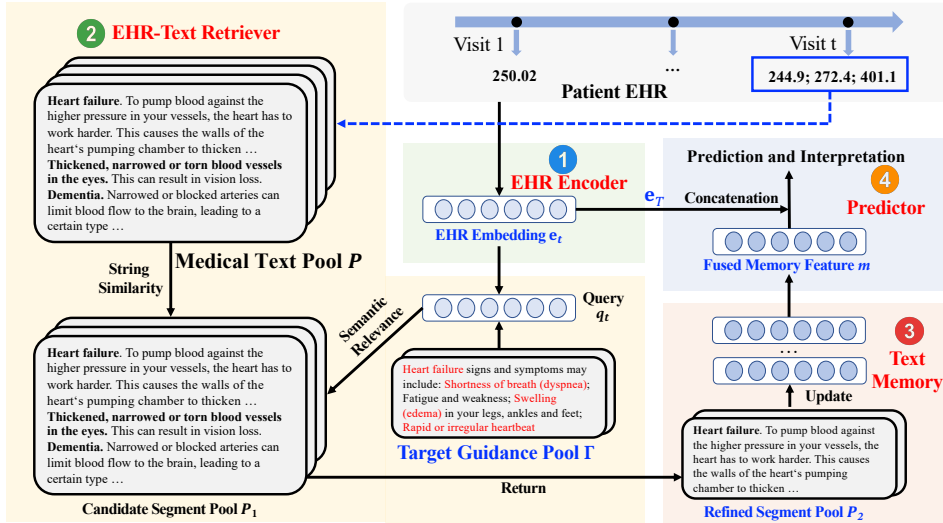 2 EHR-Text Retriever
Heart failure. To pump blood against the
higher pressure in your vessels, the heart has to
work harder. This causes the walls of the
heart‘s pumping chamber to thicken …
Thickened, narrowed or torn blood vessels
in the eyes. This can result in vision loss.
Dementia. Narrowed or blocked arteries can
limit blood flow to the brain, leading to a
certain type …
Medical Text Pool P
String
Similarity
Heart failure. To pump blood against the
higher pressure in your vessels, the heart has to
work harder. This causes the walls of the
heart‘s pumping chamber to thicken …
Thickened, narrowed or torn blood vessels
in the eyes. This can result in vision loss.
Dementia. Narrowed or blocked arteries can
limit blood flow to the brain, leading to a
certain type …
Candidate Segment Pool P₁
Visit 1
Visit t
250.02
...
244.9; 272.4; 401.1
Patient EHR
1
EHR Encoder
EHR Embedding eₜ
e_T
Concatenation
Query
qₜ
Semantic
Relevance
Heart failure signs and symptoms may
include: Shortness of breath (dyspnea);
Fatigue and weakness; Swelling
(edema) in your legs, ankles and feet;
Rapid or irregular heartbeat
Target Guidance Pool Γ
Return
Prediction and Interpretation
4
Predictor
Fused Memory Feature m
3
Text
Memory
...
Update
Heart failure. To pump blood against
the higher pressure in your vessels, the
heart has to work harder. This causes
the walls of the heart‘s pumping
chamber to thicken …
Refined Segment Pool P₂